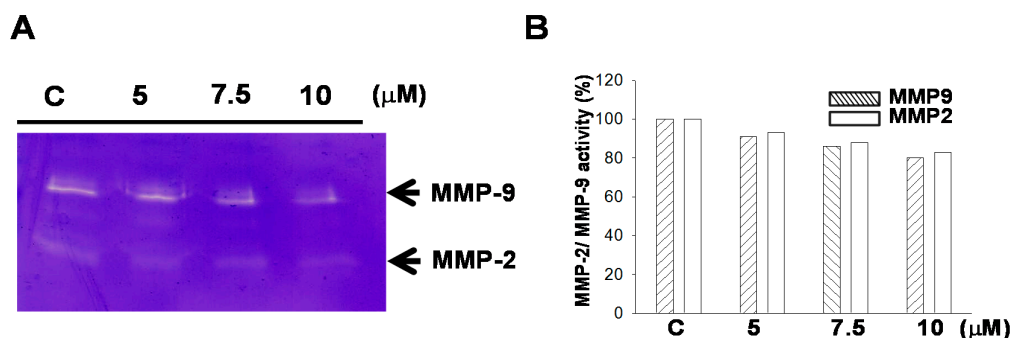 A
C 5 7.5 10 (μM)
MMP-9
MMP-2
B
MMP-2/ MMP-9 activity (%)
120
100
80
60
40
20
0
MMP9
MMP2
C 5 7.5 10 (μM)